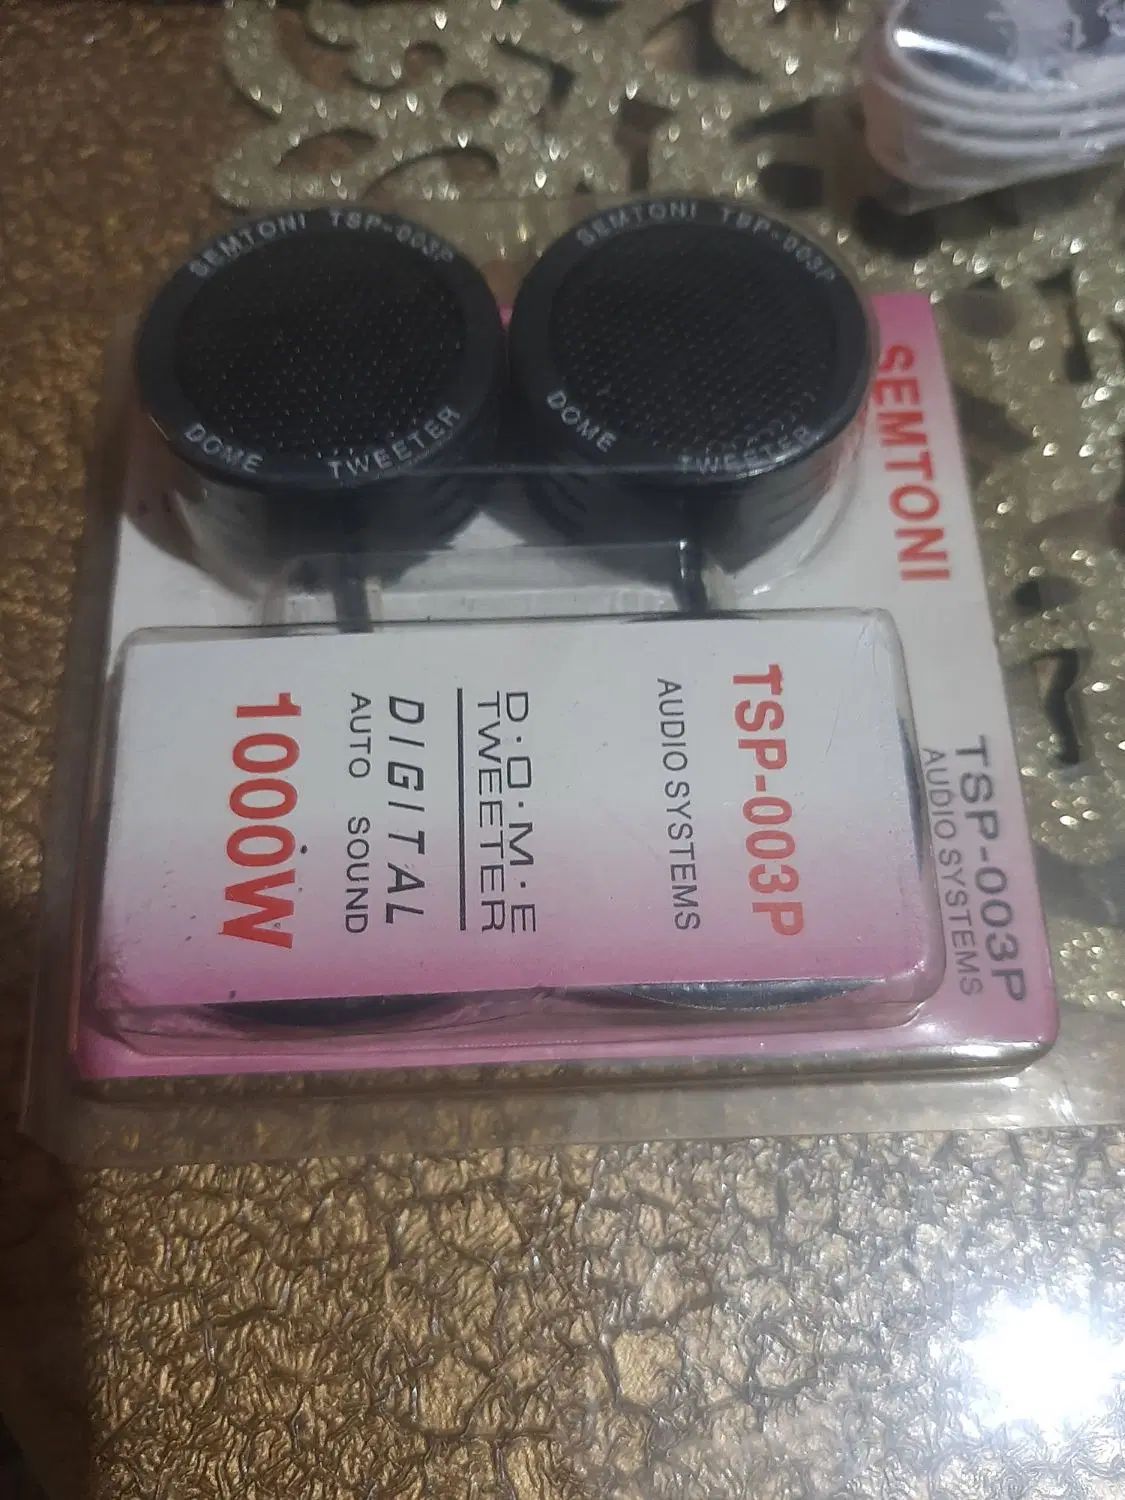 SEMTONI TSP-003P
DOME TWEETER
SEMTONI TSP-003P
DOME TWEETER
SEMTONI
TSP-003P
AUDIO SYSTEMS
TSP-003P
AUDIO SYSTEMS
D·O·M·E
TWEETER
DIGITAL
AUTO SOUND
1000W